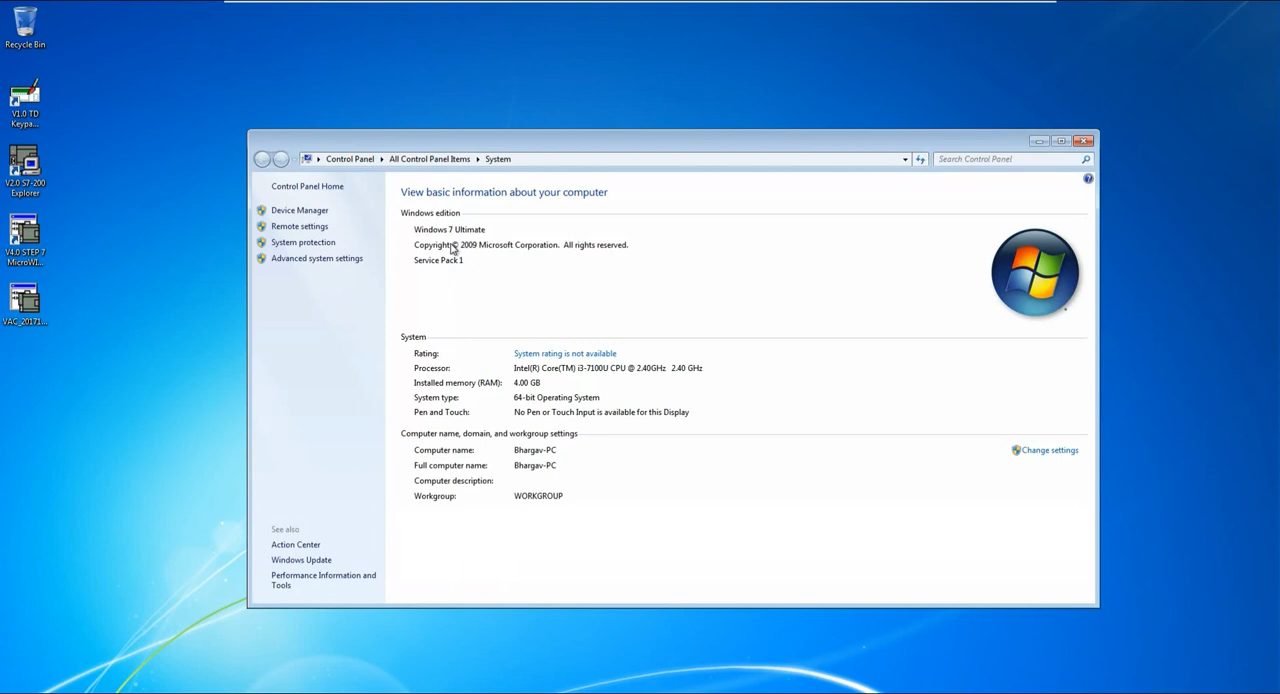 Recycle Bin
V1.0 TD
Keypa...
V2.0 S7-200
Explorer
V4.0 STEP 7
MicroWI...
VAC_20171...
Control Panel
All Control Panel Items
System
Search Control Panel
Control Panel Home
Device Manager
Remote settings
System protection
Advanced system settings
See also
Action Center
Windows Update
Performance Information and
Tools
View basic information about your computer
Windows edition
Windows 7 Ultimate
Copyright © 2009 Microsoft Corporation. All rights reserved.
Service Pack 1
System
Rating: System rating is not available
Processor: Intel(R) Core(TM) i3-7100U CPU @ 2.40GHz 2.40 GHz
Installed memory (RAM): 4.00 GB
System type: 64-bit Operating System
Pen and Touch: No Pen or Touch Input is available for this Display
Computer name, domain, and workgroup settings
Computer name: Bhargav-PC
Change settings
Full computer name: Bhargav-PC
Computer description:
Workgroup: WORKGROUP